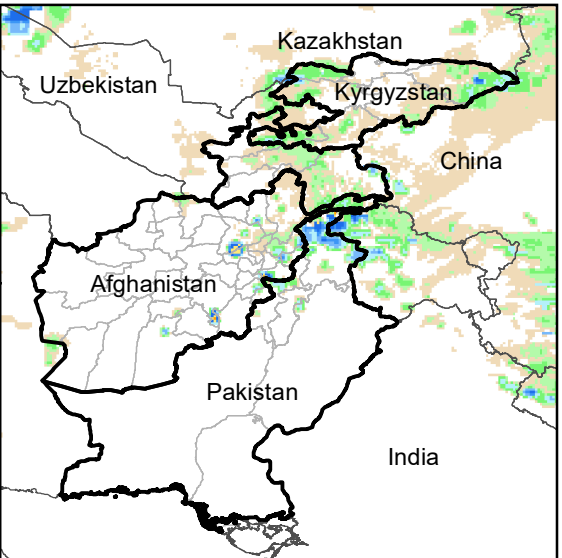 Kazakhstan
Uzbekistan
Kyrgyzstan
China
Afghanistan
Pakistan
India